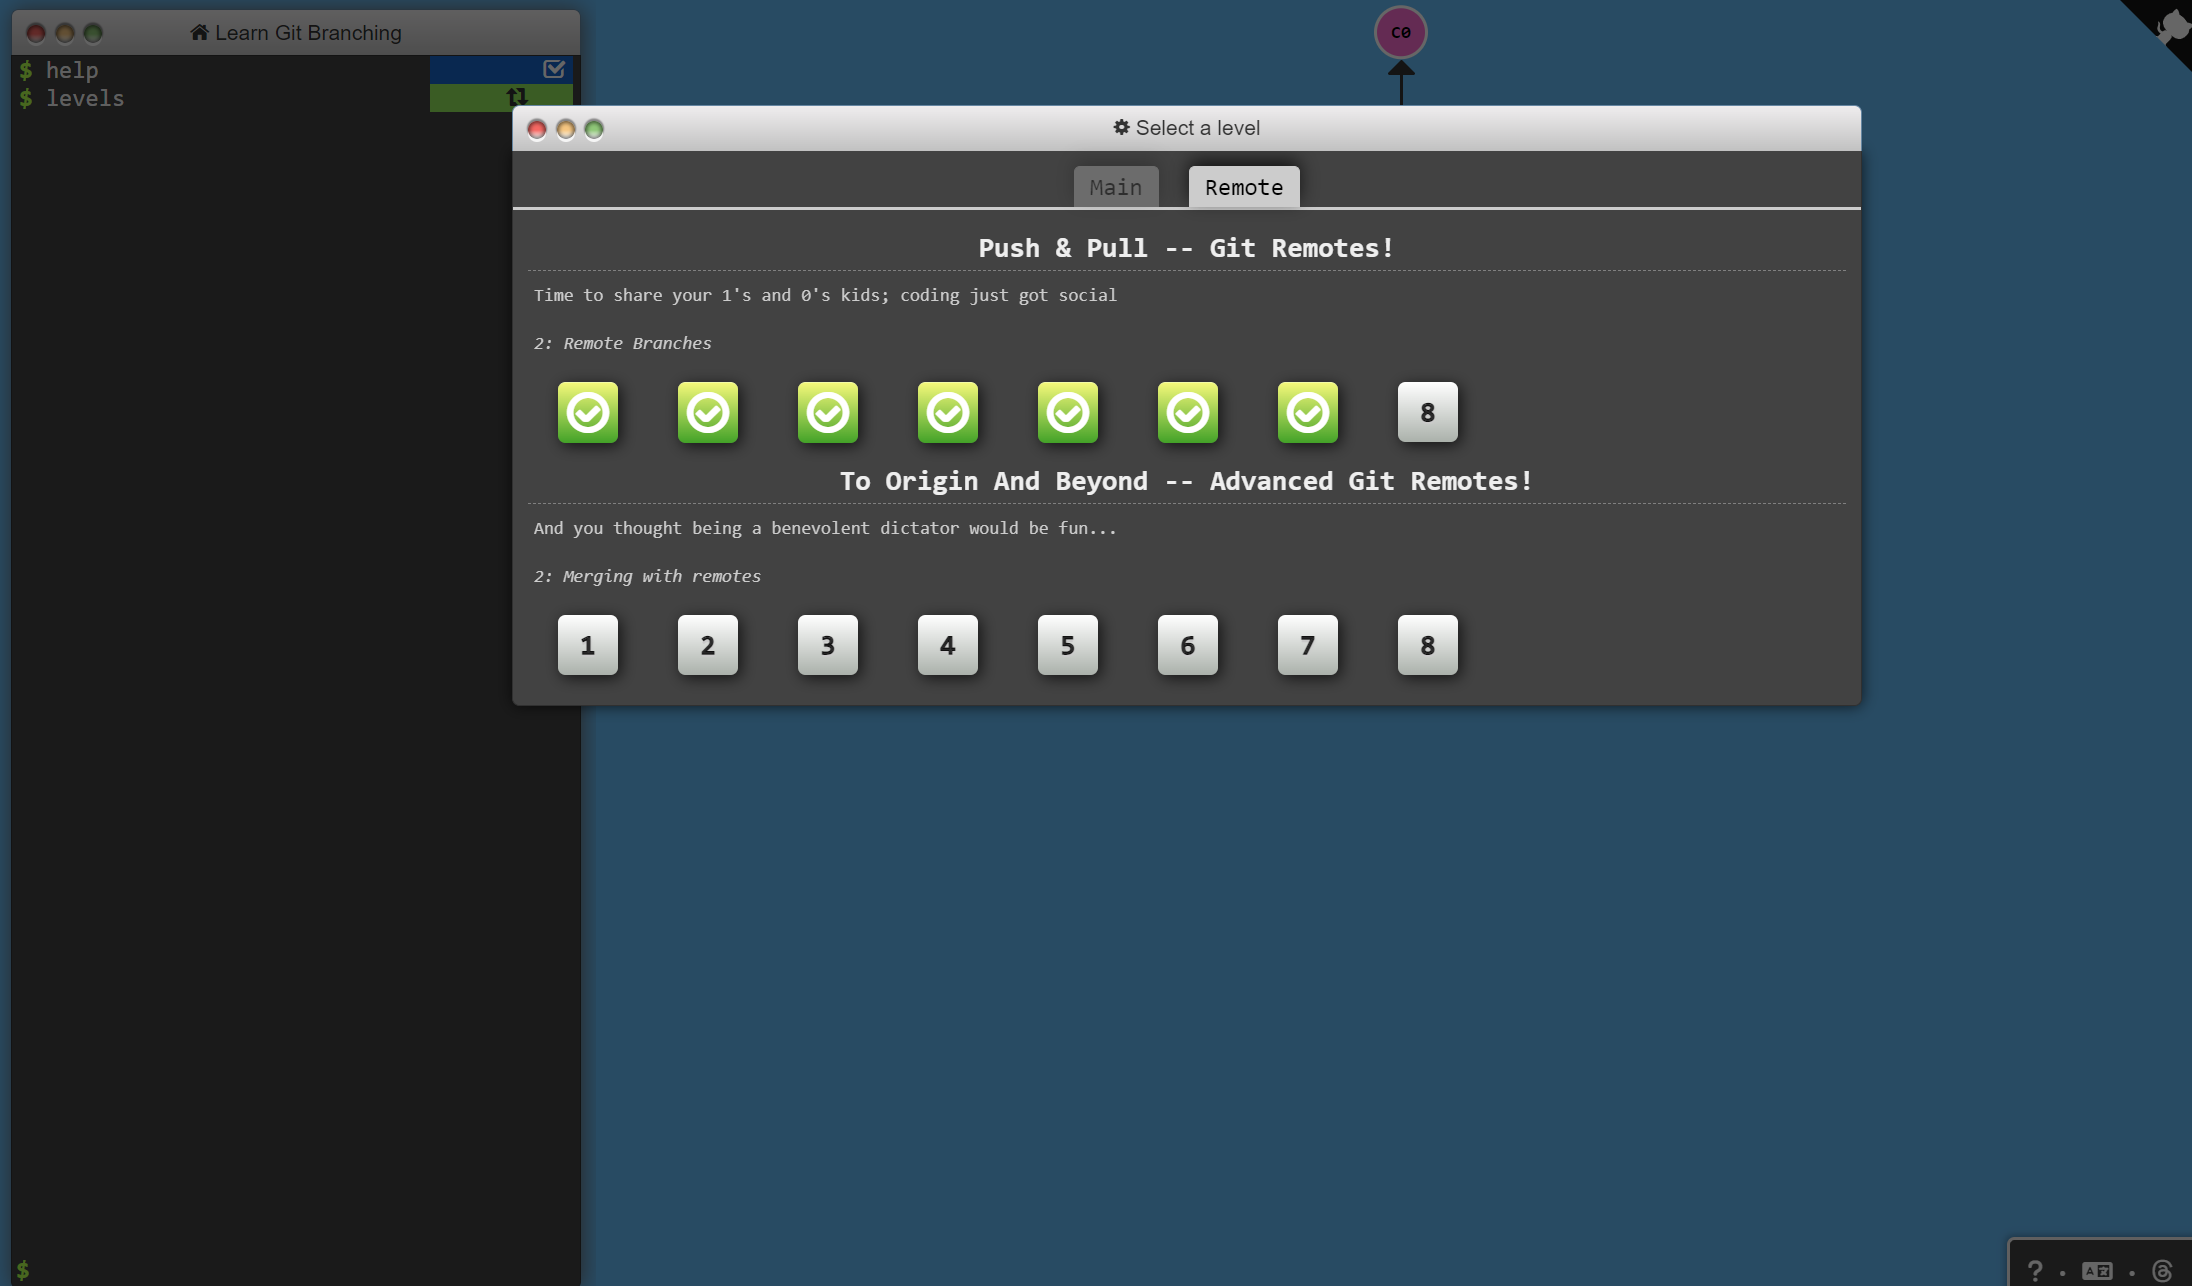 Learn Git Branching
$ help
$ levels
C0
Select a level
Main
Remote
Push & Pull -- Git Remotes!
Time to share your 1's and 0's kids; coding just got social
2: Remote Branches
8
To Origin And Beyond -- Advanced Git Remotes!
And you thought being a benevolent dictator would be fun...
2: Merging with remotes
1 2 3 4 5 6 7 8
$
?